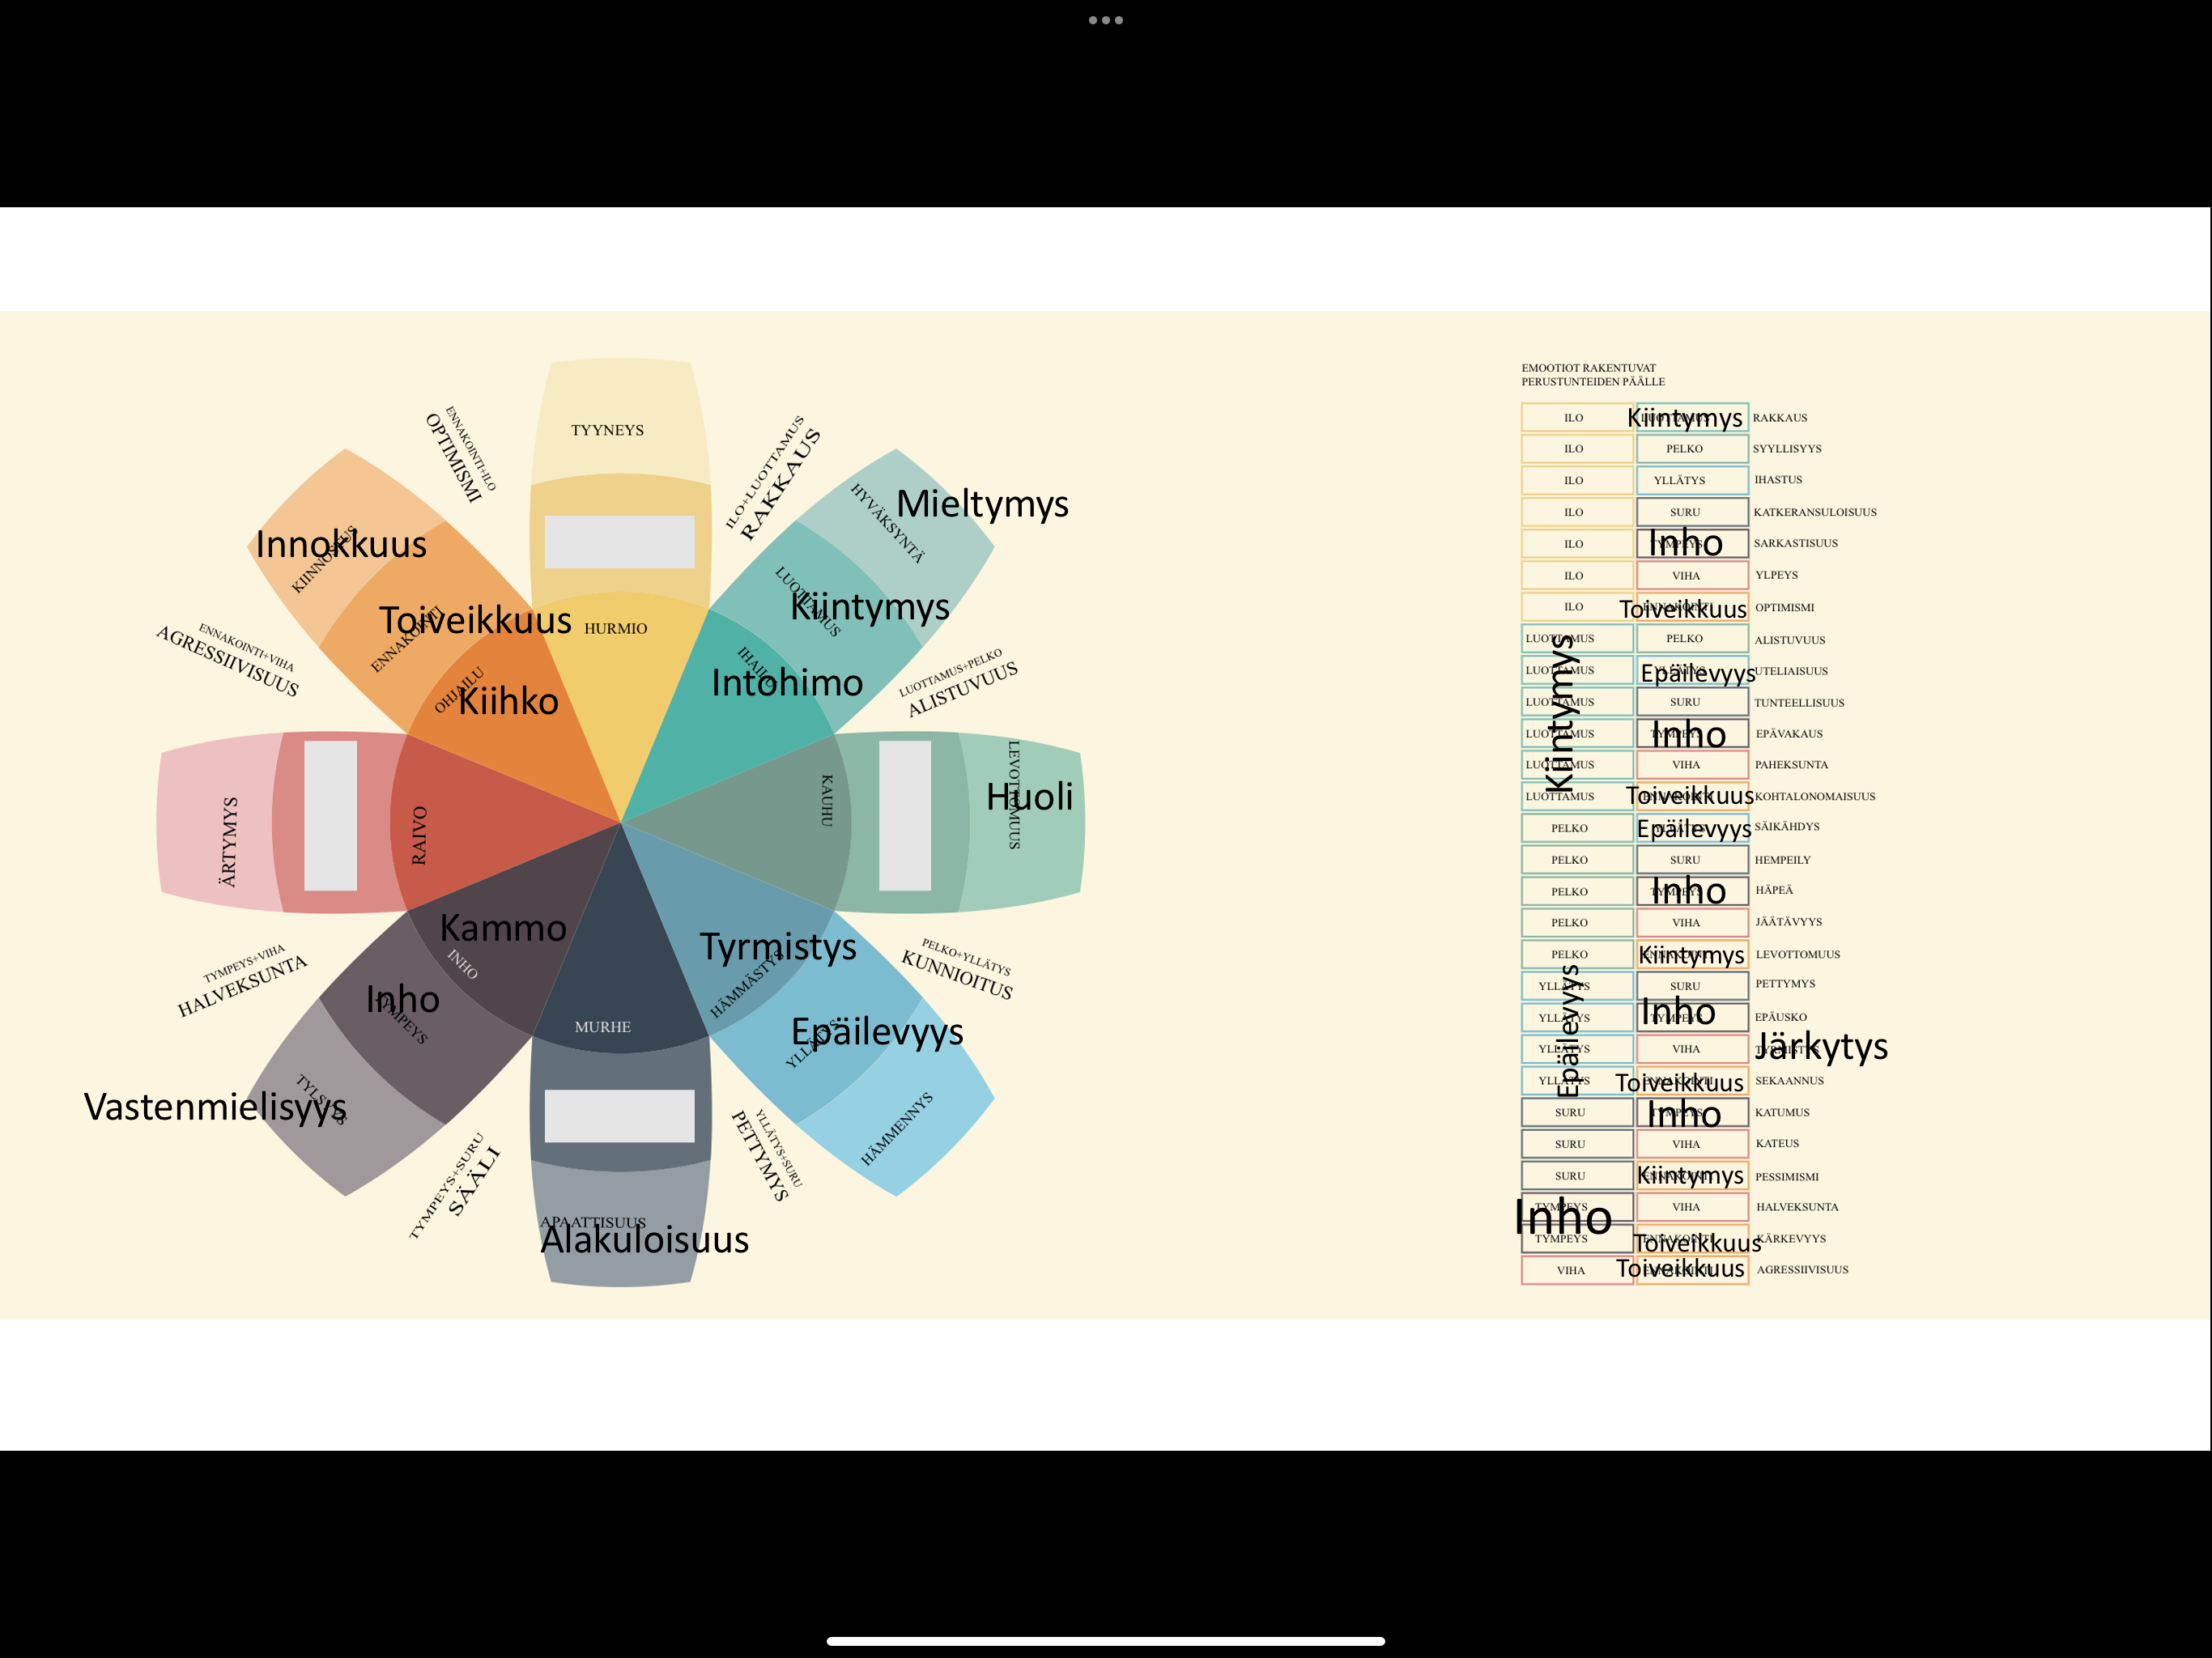 TYYNEYS
HURMIO
ENNAKOINTI+ILO
OPTIMISMI
ILO+LUOTTAMUS
RAKKAUS
HYVÄKSYNTÄ
Mieltymys
LUOTTAMUS
Kiintymys
IHAILU
Intohimo
LUOTTAMUS+PELKO
ALISTUVUUS
KAUHU
LEVOTTOMUUS
Huoli
PELKO+YLLÄTYS
KUNNIOITUS
Tyrmistys
HÄMMÄSTYS
Epäilevyys
YLLÄTYS
HÄMMENNYS
YLLÄTYS+SURU
PETTYMYS
MURHE
APAATTISUUS
Alakuloisuus
TYMPEYS+SURU
SÄÄLI
Kammo
INHO
Inho
TYMPEYS
Vastenmielisyys
TYMPEYS+VIHA
HALVEKSUNTA
RAIVO
ÄRTYMYS
ENNAKOINTI+VIHA
AGRESSIIVISUUS
Innokkuus
KIINNOSTUS
Toiveikkuus
ENNAKOINTI
OHJAILU
Kiihko
EMOOTIOT RAKENTUVAT
PERUSTUNTEIDEN PÄÄLLE
ILO Kiintymys RAKKAUS
ILO PELKO SYYLLISYYS
ILO YLLÄTYS IHASTUS
ILO SURU KATKERANSULOISUUS
ILO Inho SARKASTISUUS
ILO VIHA YLPEYS
ILO Toiveikkuus OPTIMISMI
Kiintymys
LUOTTAMUS PELKO ALISTUVUUS
LUOTTAMUS Epäilevyys UTELIAISUUS
LUOTTAMUS SURU TUNTEELLISUUS
LUOTTAMUS Inho EPÄVAKAUS
LUOTTAMUS VIHA PAHEKSUNTA
LUOTTAMUS Toiveikkuus KOHTALONOMAISUUS
PELKO Epäilevyys SÄIKÄHDYS
PELKO SURU HEMPEILY
PELKO Inho HÄPEÄ
PELKO VIHA JÄÄTÄVYYS
PELKO Kiintymys LEVOTTOMUUS
Epäilevyys
YLLÄTYS SURU PETTYMYS
YLLÄTYS Inho EPÄUSKO
YLLÄTYS VIHA Järkytys
YLLÄTYS Toiveikkuus SEKAANNUS
SURU Inho KATUMUS
SURU VIHA KATEUS
SURU Kiintymys PESSIMISMI
Inho VIHA HALVEKSUNTA
TYMPEYS Toiveikkuus KÄRKEVYYS
VIHA Toiveikkuus AGRESSIIVISUUS